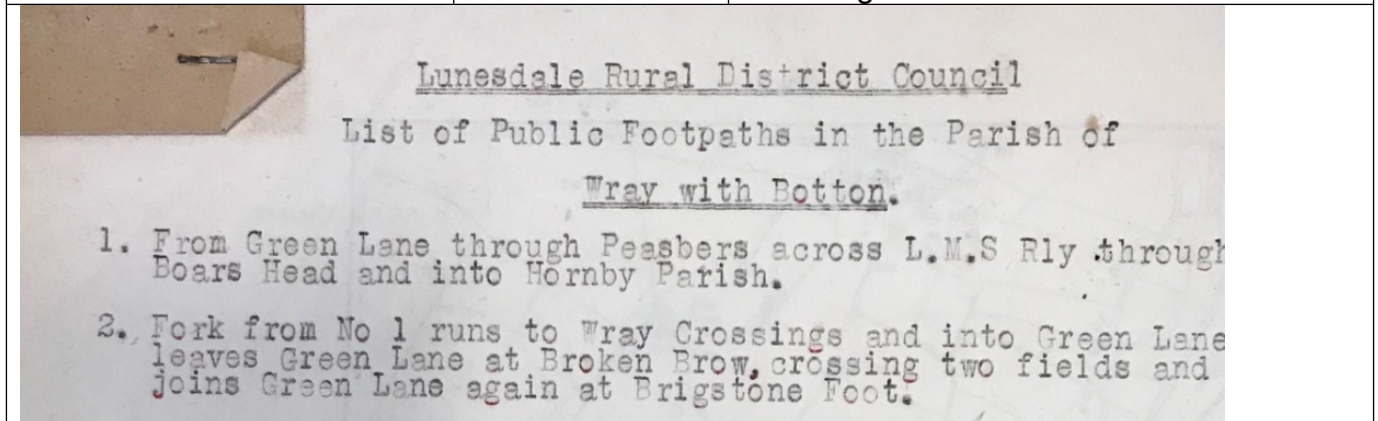 Lunesdale Rural District Council
List of Public Footpaths in the Parish of
Wray with Botton.
1. From Green Lane through Peasbers across L.M.S Rly through
Boars Head and into Hornby Parish.
2. Fork from No 1 runs to Wray Crossings and into Green Lane
leaves Green Lane at Broken Brow, crossing two fields and
joins Green Lane again at Brigstone Foot.